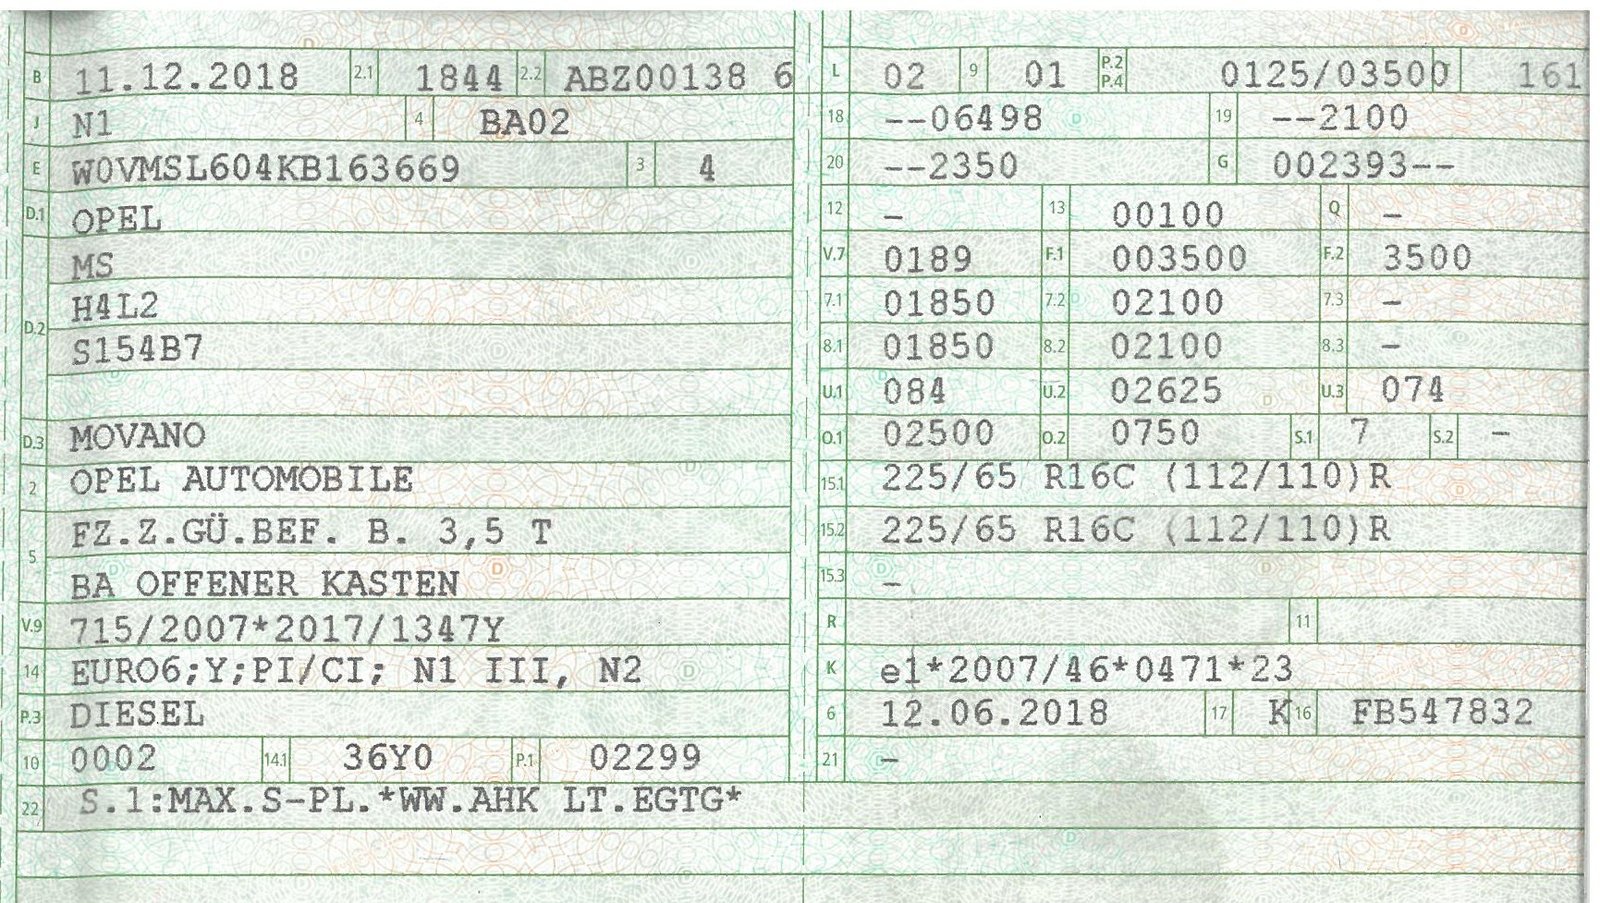 B 11.12.2018 2.1 1844 2.2 ABZ00138 6
J N1 4 BA02
E W0VMSL604KB163669 3 4
D.1 OPEL
MS
H4L2
D.2
S154B7
D.3 MOVANO
2 OPEL AUTOMOBILE
FZ.Z.GÜ.BEF. B. 3,5 T
5
BA OFFENER KASTEN
V.9 715/2007*2017/1347Y
14 EURO6;Y;PI/CI; N1 III, N2
P.3 DIESEL
10 0002 14.1 36Y0 P.1 02299
22 S.1:MAX.S-PL.*WW.AHK LT.EGTG*
L 02 9 01 P.2 P.4 0125/03500 161
18 --06498 19 --2100
20 --2350 G 002393--
12 - 13 00100 Q -
V.7 0189 F.1 003500 F.2 3500
7.1 01850 7.2 02100 7.3 -
8.1 01850 8.2 02100 8.3 -
U.1 084 U.2 02625 U.3 074
O.1 02500 O.2 0750 S.1 7 S.2 -
15.1 225/65 R16C (112/110)R
15.2 225/65 R16C (112/110)R
15.3 -
R 11
K e1*2007/46*0471*23
6 12.06.2018 17 K 16 FB547832
21 -